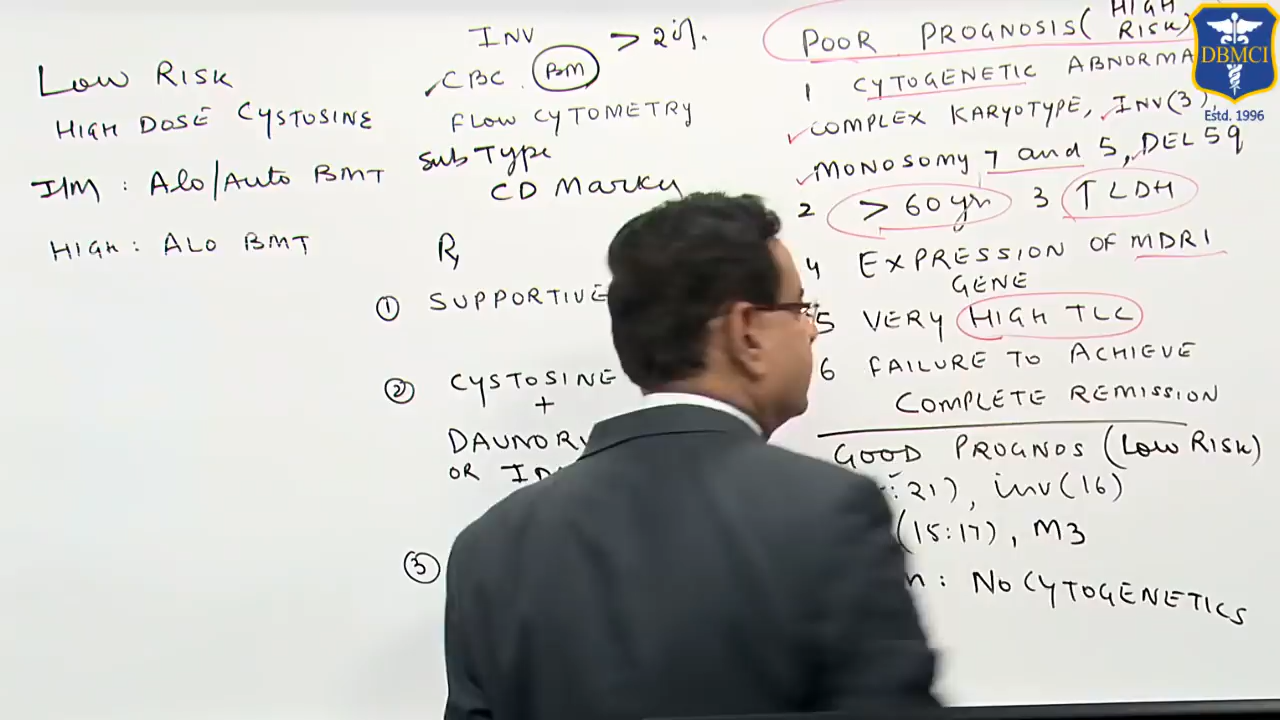 LOW RISK
HIGH DOSE CYSTOSINE
I/M : Alo/Auto BMT
HIGH : ALO BMT
INV > 20%.
CBC. BM
FLOW CYTOMETRY
Sub Type
CD
R
① SUPPORTIVE
② CYSTOSINE
+
OR
③
POOR PROGNOSIS (HIGH RISK)
1 CYTOGENETIC
COMPLEX KARYOTYPE, INV(3),
MONOSOMY 7 and 5, DEL 5q
2 > 60 yr 3 ↑ LDH
4 EXPRESSION OF MDR1
GENE
5 VERY HIGH TLC
6 FAILURE TO ACHIEVE
COMPLETE REMISSION
GOOD PROGNOS (LOW RISK)
:21), inv(16)
(15:17), M3
: NO CYTOGENETICS
DBMCI
Estd. 1996